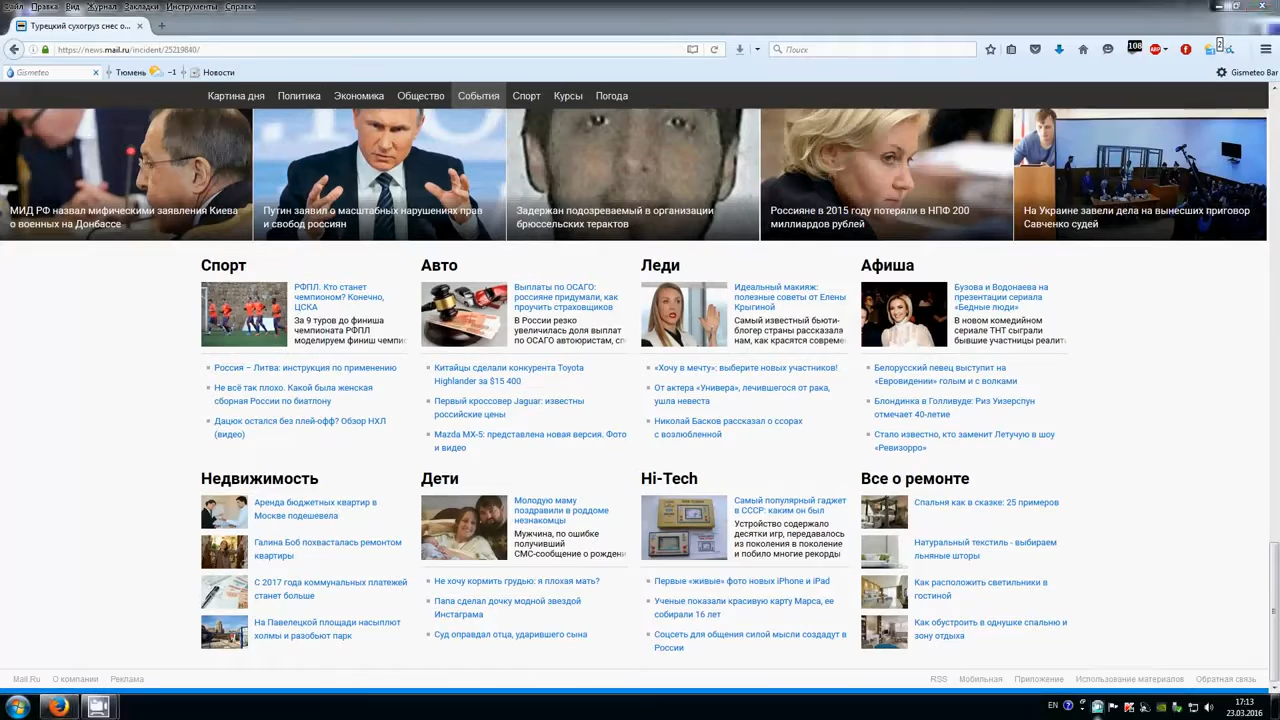 Файл Правка Вид Журнал Закладки Инструменты Справка
Турецкий сухогруз снес о...
https://news.mail.ru/incident/25219840/
Поиск
108
ABP
2
Gismeteo
Тюмень
−1
Новости
Gismeteo Bar
Картина дня Политика Экономика Общество События Спорт Курсы Погода
МИД РФ назвал мифическими заявления Киева
о военных на Донбассе
Путин заявил о масштабных нарушениях прав
и свобод россиян
Задержан подозреваемый в организации
брюссельских терактов
Россияне в 2015 году потеряли в НПФ 200
миллиардов рублей
На Украине завели дела на вынесших приговор
Савченко судей
Спорт
РФПЛ. Кто станет
чемпионом? Конечно,
ЦСКА
За 9 туров до финиша
чемпионата РФПЛ
моделируем финиш чемпис
Россия – Литва: инструкция по применению
Не всё так плохо. Какой была женская
сборная России по биатлону
Дацюк остался без плей-офф? Обзор НХЛ
(видео)
Авто
Выплаты по ОСАГО:
россияне придумали, как
проучить страховщиков
В России резко
увеличилась доля выплат
по ОСАГО автоюристам, сп
Китайцы сделали конкурента Toyota
Highlander за $15 400
Первый кроссовер Jaguar: известны
российские цены
Mazda MX-5: представлена новая версия. Фото
и видео
Леди
Идеальный макияж:
полезные советы от Елены
Крыгиной
Самый известный бьюти-
блогер страны рассказала
нам, как красятся совреме
«Хочу в мечту»: выберите новых участников!
От актера «Универа», лечившегося от рака,
ушла невеста
Николай Басков рассказал о ссорах
с возлюбленной
Афиша
Бузова и Водонаева на
презентации сериала
«Бедные люди»
В новом комедийном
сериале ТНТ сыграли
бывшие участницы реалити
Белорусский певец выступит на
«Евровидении» голым и с волками
Блондинка в Голливуде: Риз Уизерспун
отмечает 40-летие
Стало известно, кто заменит Летучую в шоу
«Ревизорро»
Недвижимость
Аренда бюджетных квартир в
Москве подешевела
Галина Боб похвасталась ремонтом
квартиры
С 2017 года коммунальных платежей
станет больше
На Павелецкой площади насыплют
холмы и разобьют парк
Дети
Молодую маму
поздравили в роддоме
незнакомцы
Мужчина, по ошибке
получивший
СМС-сообщение о рождени
Не хочу кормить грудью: я плохая мать?
Папа сделал дочку модной звездой
Инстаграма
Суд оправдал отца, ударившего сына
Hi-Tech
Самый популярный гаджет
в СССР: каким он был
Устройство содержало
десятки игр, передавалось
из поколения в поколение
и побило многие рекорды
Первые «живые» фото новых iPhone и iPad
Ученые показали красивую карту Марса, ее
собирали 16 лет
Соцсеть для общения силой мысли создадут в
России
Все о ремонте
Спальня как в сказке: 25 примеров
Натуральный текстиль - выбираем
льняные шторы
Как расположить светильники в
гостиной
Как обустроить в однушке спальню и
зону отдыха
Mail.Ru О компании Реклама
RSS Мобильная Приложение Использование материалов Обратная связь
EN
17:13
23.03.2016